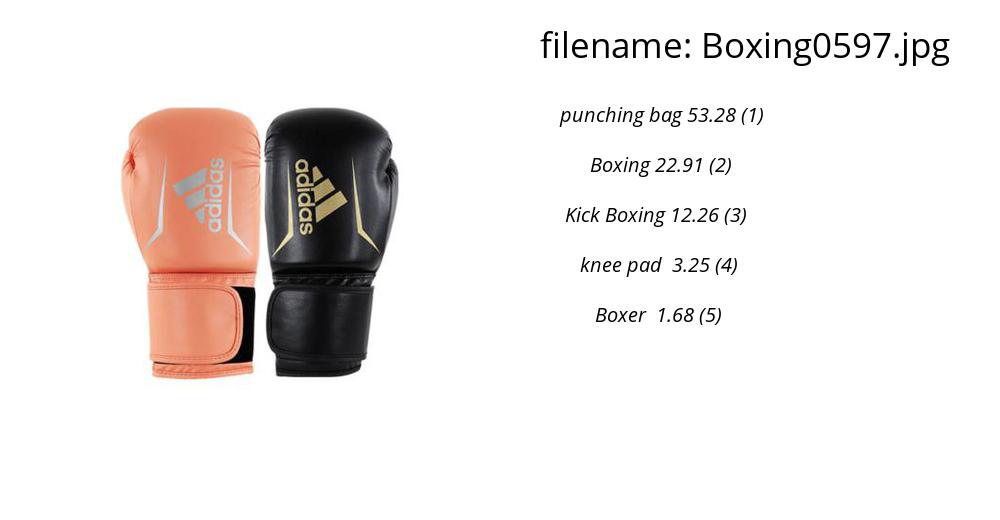 filename: Boxing0597.jpg
punching bag 53.28 (1)
Boxing 22.91 (2)
Kick Boxing 12.26 (3)
knee pad  3.25 (4)
Boxer  1.68 (5)
adidas
adidas